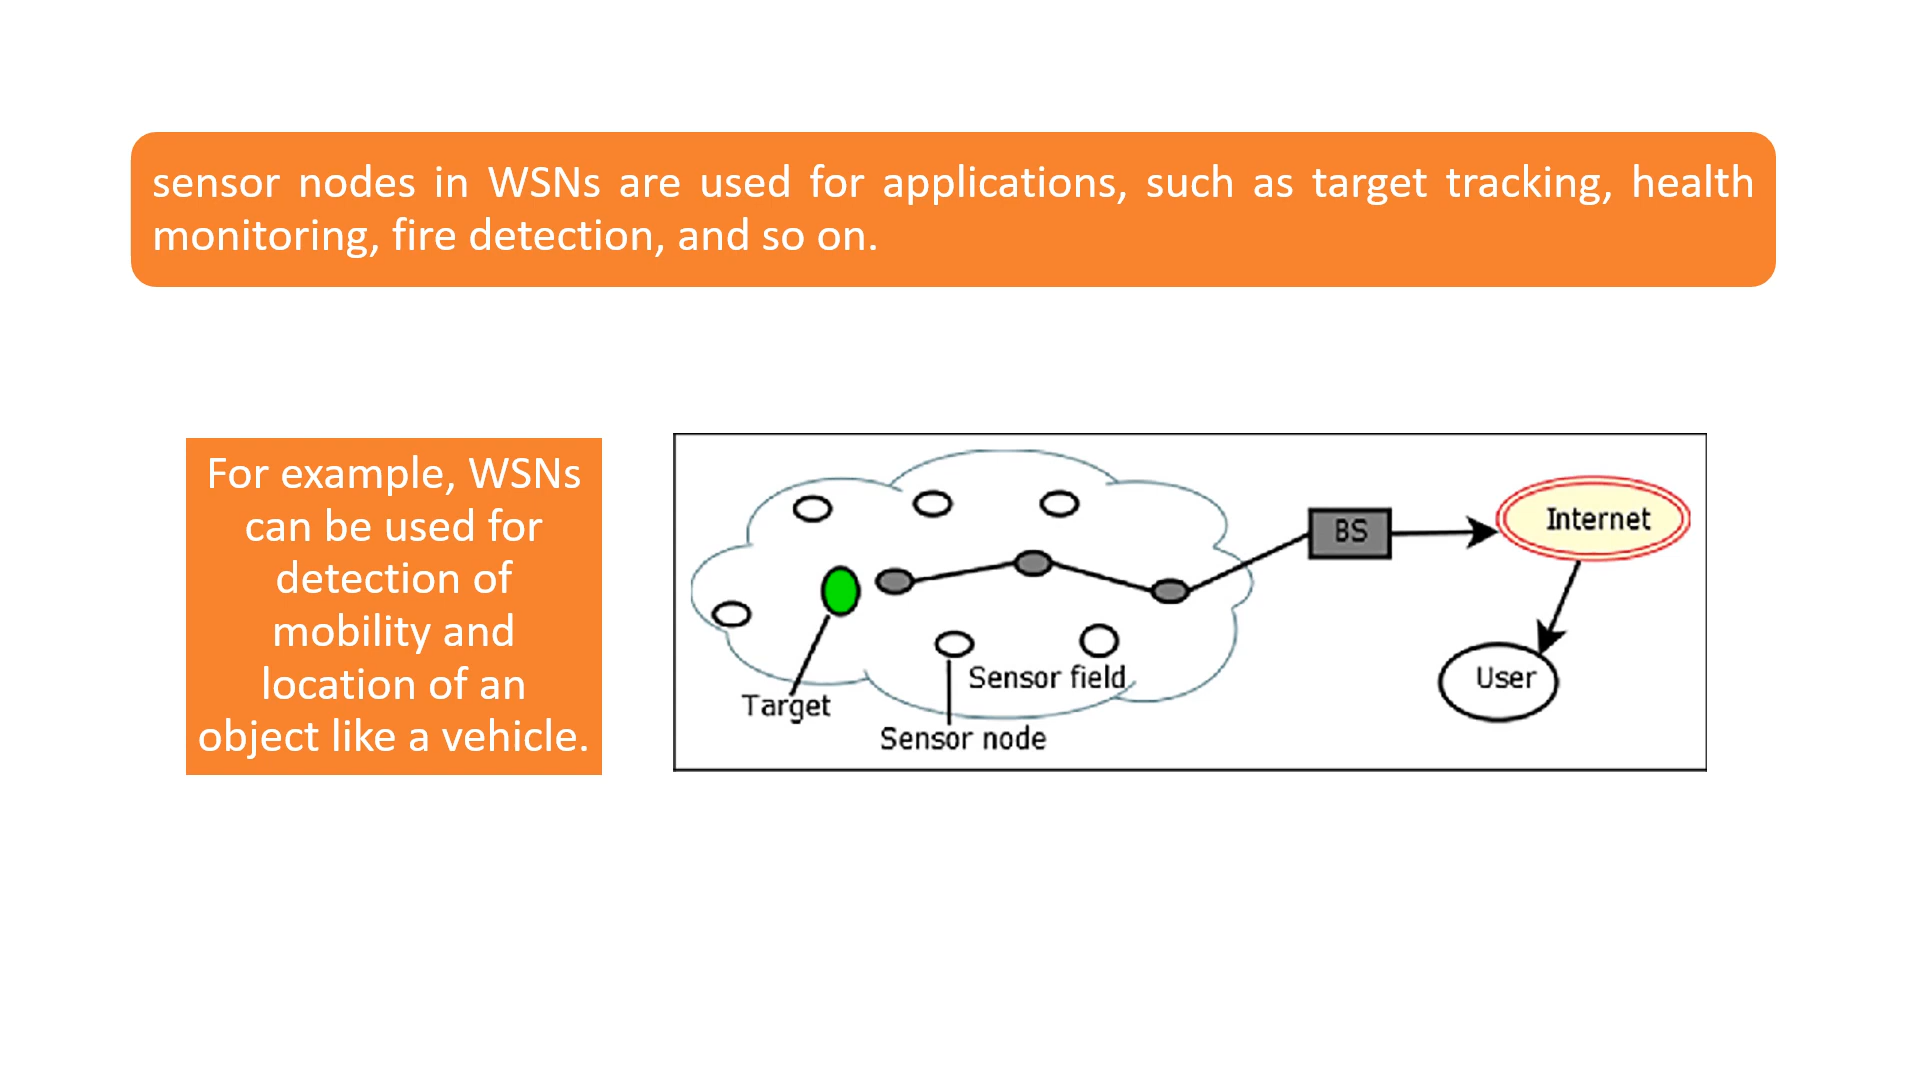 sensor nodes in WSNs are used for applications, such as target tracking, health
monitoring, fire detection, and so on.
For example, WSNs
can be used for
detection of
mobility and
location of an
object like a vehicle.
BS
Internet
User
Sensor field
Target
Sensor node